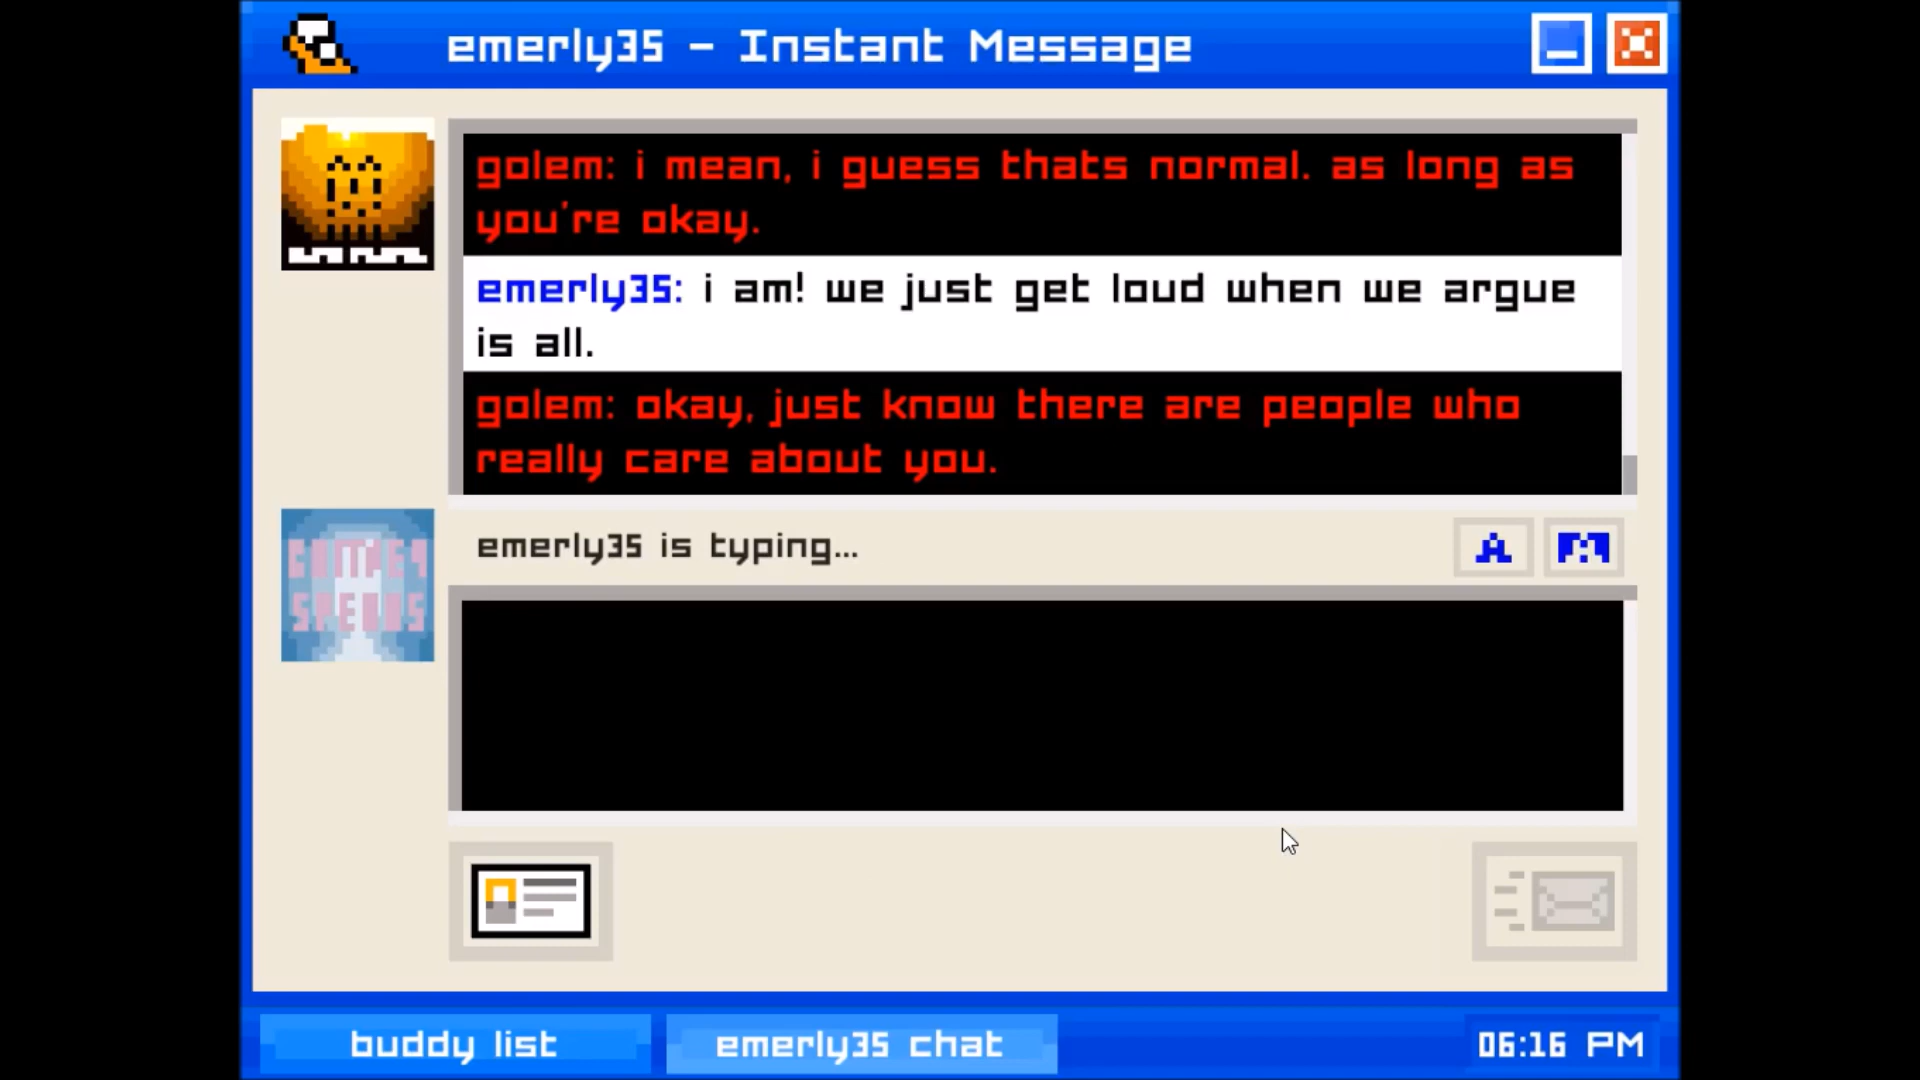 emerly35 - Instant Message
golem: i mean, i guess thats normal. as long as
you're okay.
emerly35: i am! we just get loud when we argue
is all.
golem: okay, just know there are people who
really care about you.
emerly35 is typing...
A
buddy list
emerly35 chat
06:16 PM